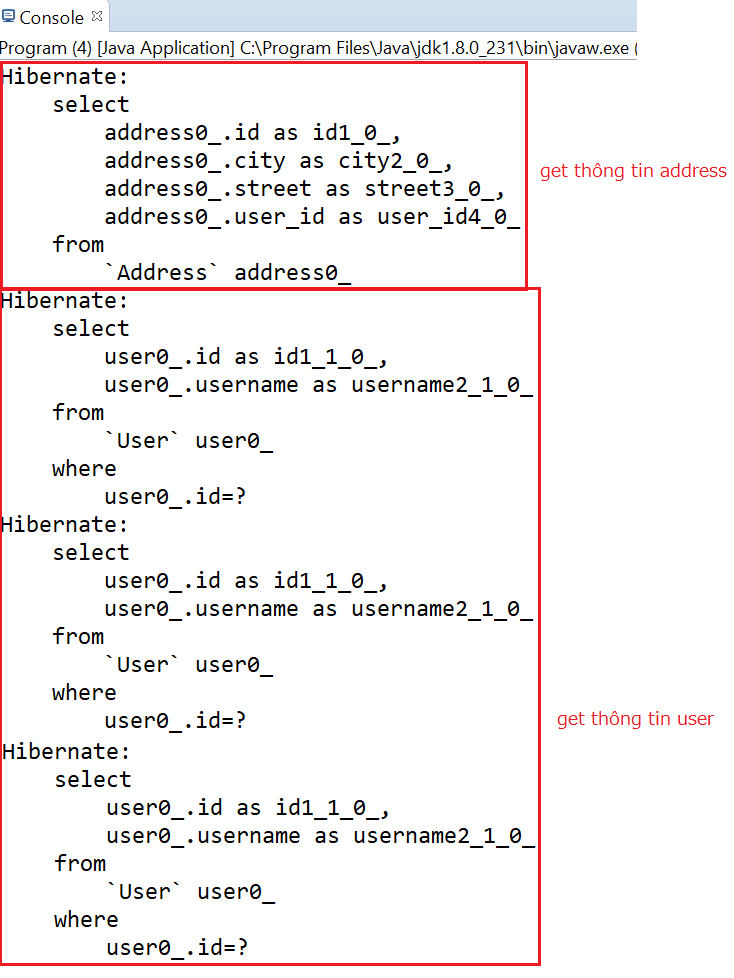 Console
Program (4) [Java Application] C:\Program Files\Java\jdk1.8.0_231\bin\javaw.exe (
Hibernate:
    select
        address0_.id as id1_0_,
        address0_.city as city2_0_,
        address0_.street as street3_0_,
        address0_.user_id as user_id4_0_
    from
        `Address` address0_
get thông tin address
Hibernate:
    select
        user0_.id as id1_1_0_,
        user0_.username as username2_1_0_
    from
        `User` user0_
    where
        user0_.id=?
Hibernate:
    select
        user0_.id as id1_1_0_,
        user0_.username as username2_1_0_
    from
        `User` user0_
    where
        user0_.id=?
get thông tin user
Hibernate:
    select
        user0_.id as id1_1_0_,
        user0_.username as username2_1_0_
    from
        `User` user0_
    where
        user0_.id=?